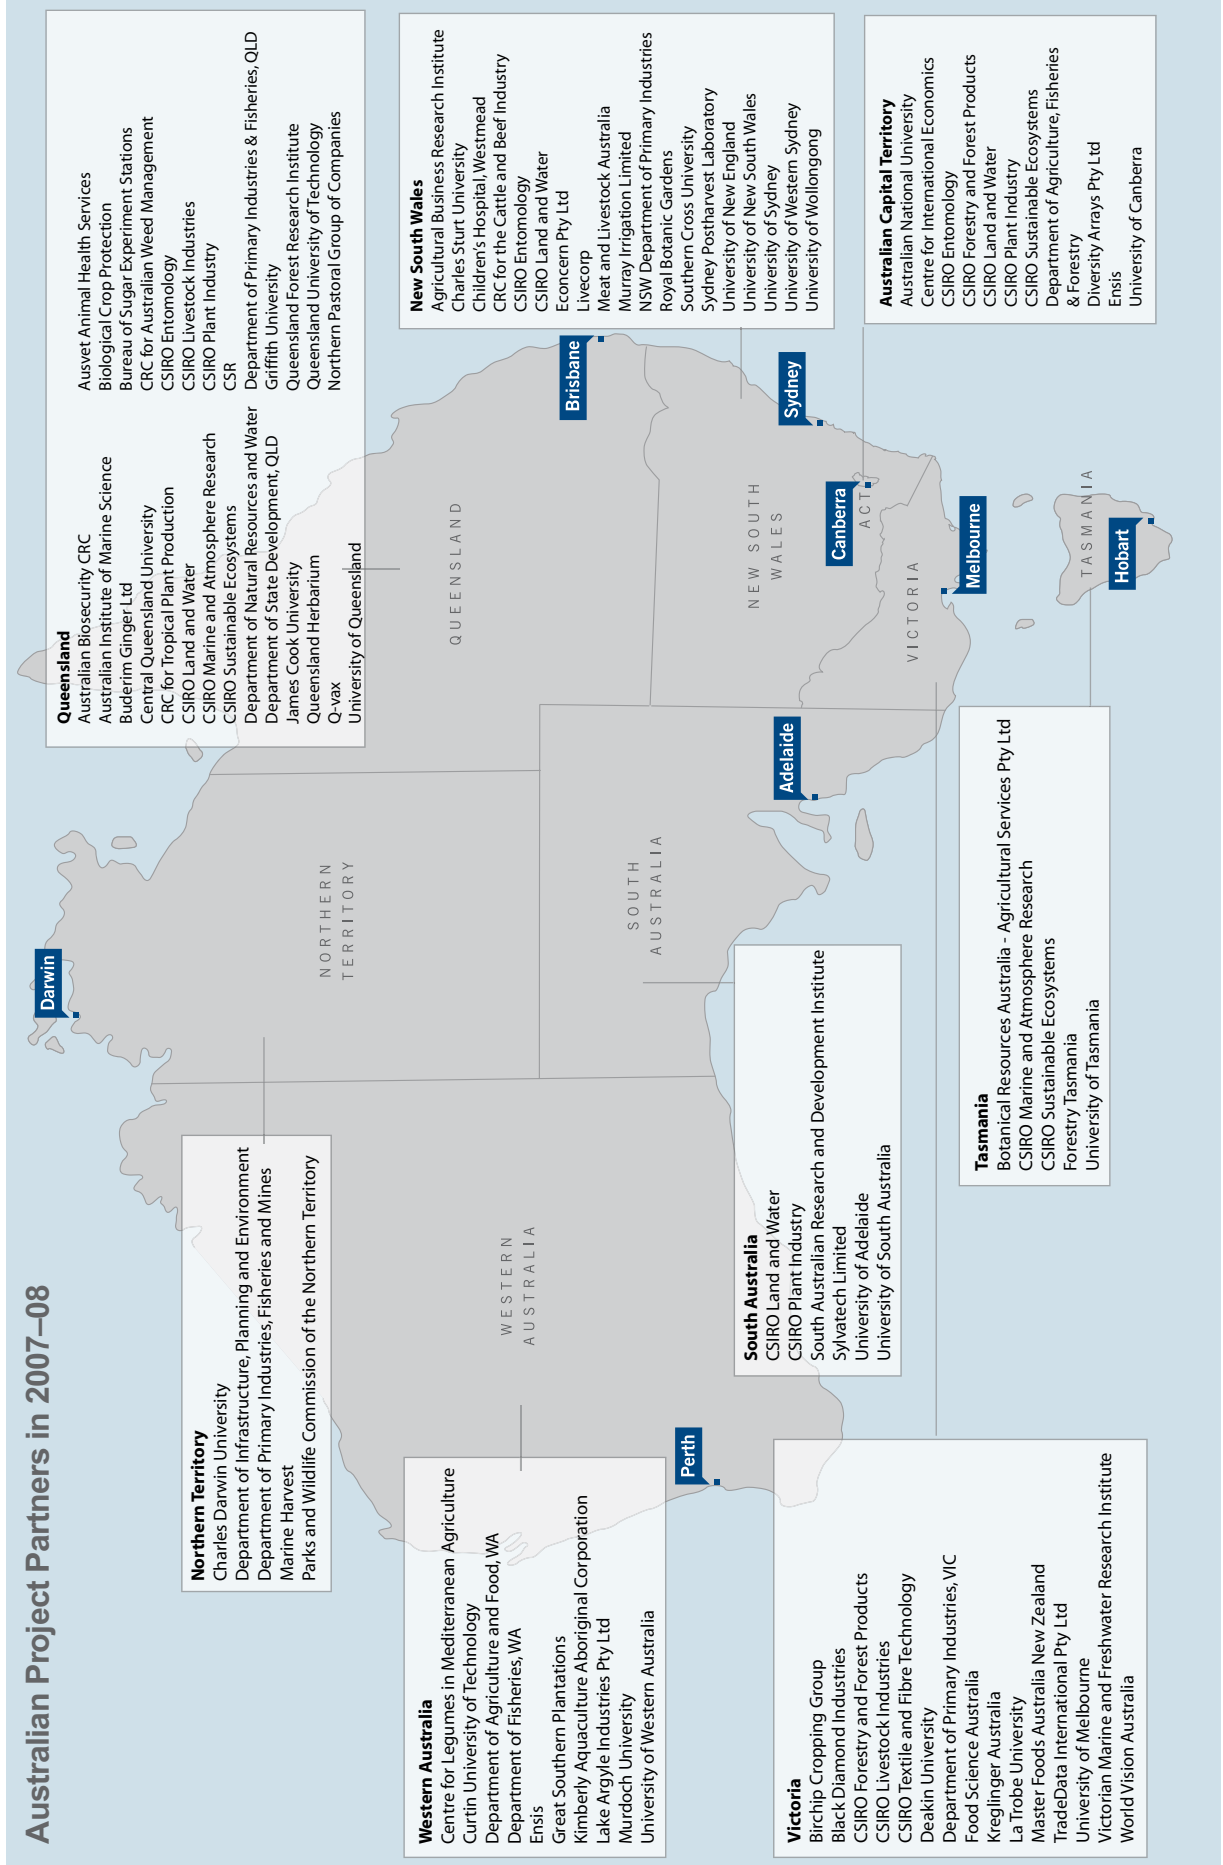 Australian Project Partners in 2007–08
Northern Territory
Charles Darwin University
Department of Infrastructure, Planning and Environment
Department of Primary Industries, Fisheries and Mines
Marine Harvest
Parks and Wildlife Commission of the Northern Territory
Western Australia
Centre for Legumes in Mediterranean Agriculture
Curtin University of Technology
Department of Agriculture and Food, WA
Department of Fisheries, WA
Ensis
Great Southern Plantations
Kimberly Aquaculture Aboriginal Corporation
Lake Argyle Industries Pty Ltd
Murdoch University
University of Western Australia
Victoria
Birchip Cropping Group
Black Diamond Industries
CSIRO Forestry and Forest Products
CSIRO Livestock Industries
CSIRO Textile and Fibre Technology
Deakin University
Department of Primary Industries, VIC
Food Science Australia
Kreglinger Australia
La Trobe University
Master Foods Australia New Zealand
TradeData International Pty Ltd
University of Melbourne
Victorian Marine and Freshwater Research Institute
World Vision Australia
South Australia
CSIRO Land and Water
CSIRO Plant Industry
South Australian Research and Development Institute
Sylvatech Limited
University of Adelaide
University of South Australia
Tasmania
Botanical Resources Australia - Agricultural Services Pty Ltd
CSIRO Marine and Atmosphere Research
CSIRO Sustainable Ecosystems
Forestry Tasmania
University of Tasmania
Queensland
Australian Biosecurity CRC
Australian Institute of Marine Science
Buderim Ginger Ltd
Central Queensland University
CRC for Tropical Plant Production
CSIRO Land and Water
CSIRO Marine and Atmosphere Research
CSIRO Sustainable Ecosystems
Department of Natural Resources and Water
Department of State Development, QLD
James Cook University
Queensland Herbarium
Q-vax
University of Queensland
Ausvet Animal Health Services
Biological Crop Protection
Bureau of Sugar Experiment Stations
CRC for Australian Weed Management
CSIRO Entomology
CSIRO Livestock Industries
CSIRO Plant Industry
CSR
Department of Primary Industries & Fisheries, QLD
Griffith University
Queensland Forest Research Institute
Queensland University of Technology
Northern Pastoral Group of Companies
New South Wales
Agricultural Business Research Institute
Charles Sturt University
Children's Hospital, Westmead
CRC for the Cattle and Beef Industry
CSIRO Entomology
CSIRO Land and Water
Econcern Pty Ltd
Livecorp
Meat and Livestock Australia
Murray Irrigation Limited
NSW Department of Primary Industries
Royal Botanic Gardens
Southern Cross University
Sydney Postharvest Laboratory
University of New England
University of New South Wales
University of Sydney
University of Western Sydney
University of Wollongong
Australian Capital Territory
Australian National University
Centre for International Economics
CSIRO Entomology
CSIRO Forestry and Forest Products
CSIRO Land and Water
CSIRO Plant Industry
CSIRO Sustainable Ecosystems
Department of Agriculture, Fisheries
& Forestry
Diversity Arrays Pty Ltd
Ensis
University of Canberra
Darwin
NORTHERN
TERRITORY
QUEENSLAND
WESTERN
AUSTRALIA
SOUTH
AUSTRALIA
NEW SOUTH
WALES
ACT
VICTORIA
TASMANIA
Brisbane
Sydney
Canberra
Melbourne
Hobart
Adelaide
Perth